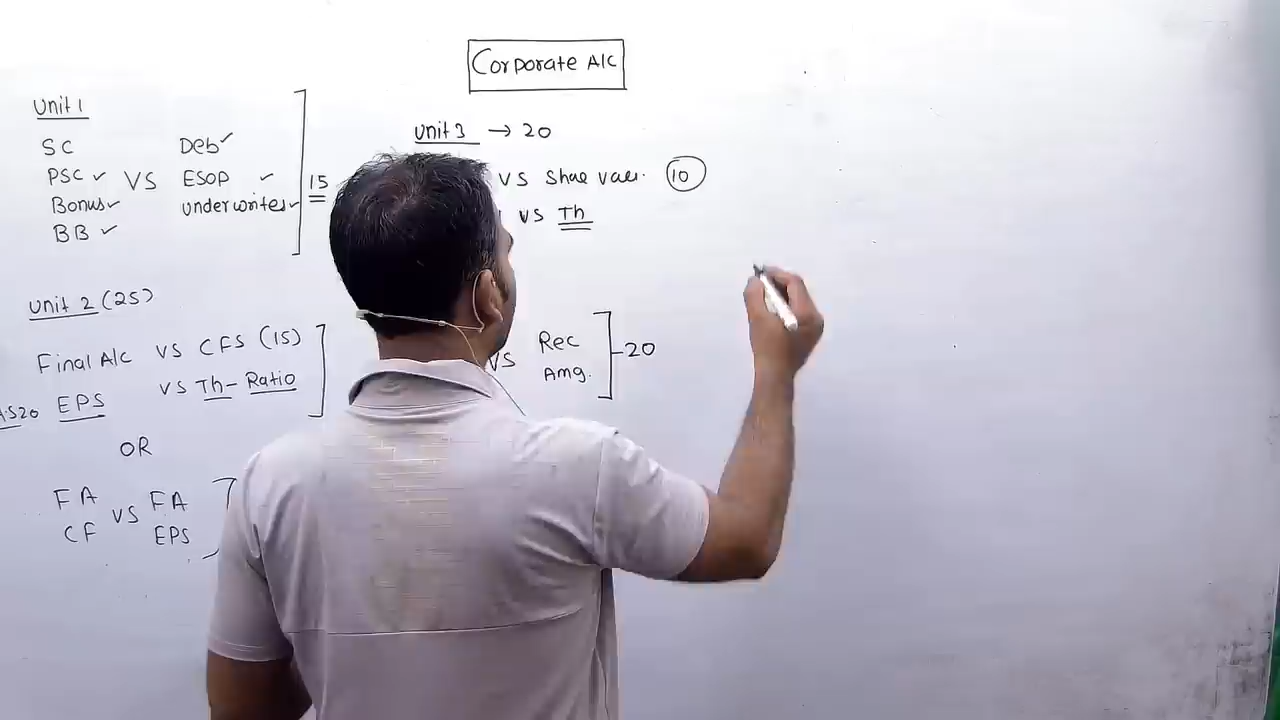 Corporate A/C
Unit 1
SC
PSC ✓
Bonus ✓
BB ✓
VS
Deb ✓
ESOP ✓
underwrites ✓
15
Unit 2 (25)
Final A/c VS CFS (15)
EPS VS Th - Ratio
OR
FA VS FA
CF EPS
Unit 3 → 20
VS Share 10
VS Th
VS Rec
Amg.
20